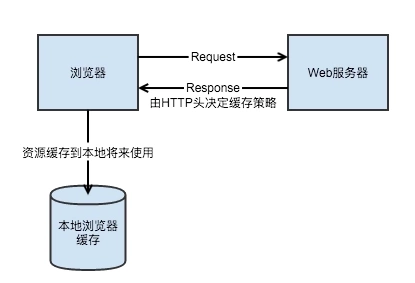 浏览器
Request
Web服务器
Response
由HTTP头决定缓存策略
资源缓存到本地将来使用
本地浏览器
缓存